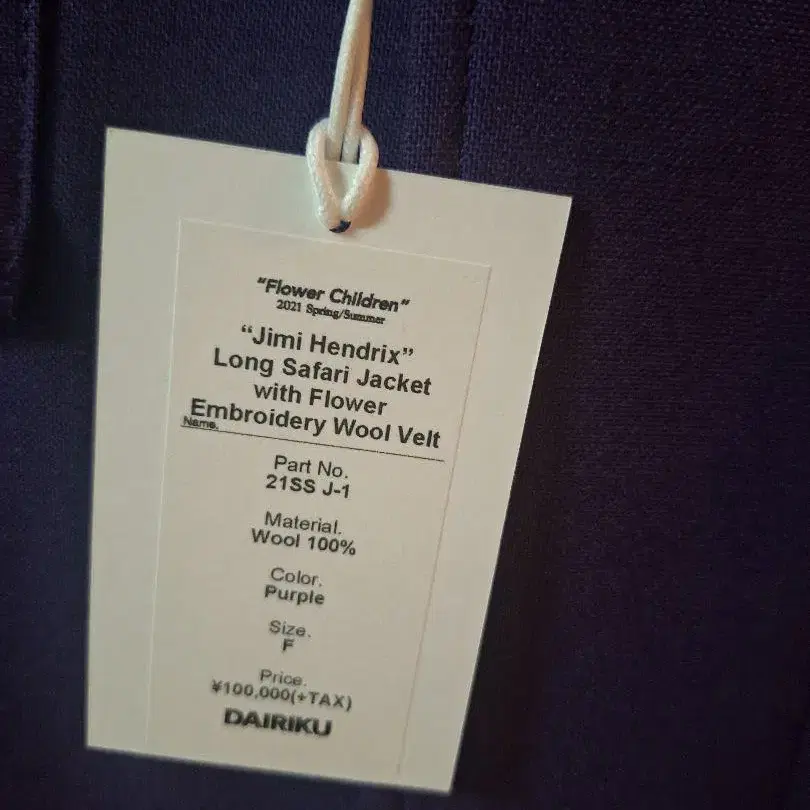 "Flower Children"
2021 Spring/Summer
"Jimi Hendrix"
Long Safari Jacket
with Flower
Embroidery Wool Velt
Name.
Part No.
21SS J-1
Material.
Wool 100%
Color.
Purple
Size.
F
Price.
¥100,000(+TAX)
DAIRIKU